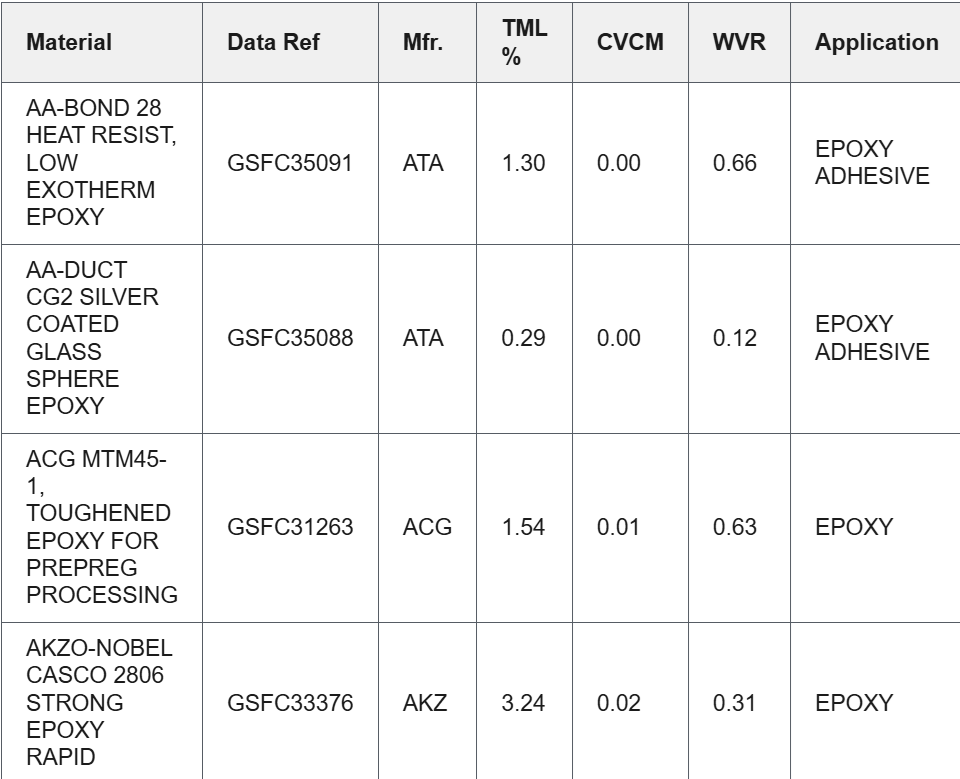 Material Data Ref Mfr. TML % CVCM WVR Application
AA-BOND 28
HEAT RESIST,
LOW
EXOTHERM
EPOXY
GSFC35091 ATA 1.30 0.00 0.66 EPOXY
ADHESIVE
AA-DUCT
CG2 SILVER
COATED
GLASS
SPHERE
EPOXY
GSFC35088 ATA 0.29 0.00 0.12 EPOXY
ADHESIVE
ACG MTM45-
1,
TOUGHENED
EPOXY FOR
PREPREG
PROCESSING
GSFC31263 ACG 1.54 0.01 0.63 EPOXY
AKZO-NOBEL
CASCO 2806
STRONG
EPOXY
RAPID
GSFC33376 AKZ 3.24 0.02 0.31 EPOXY